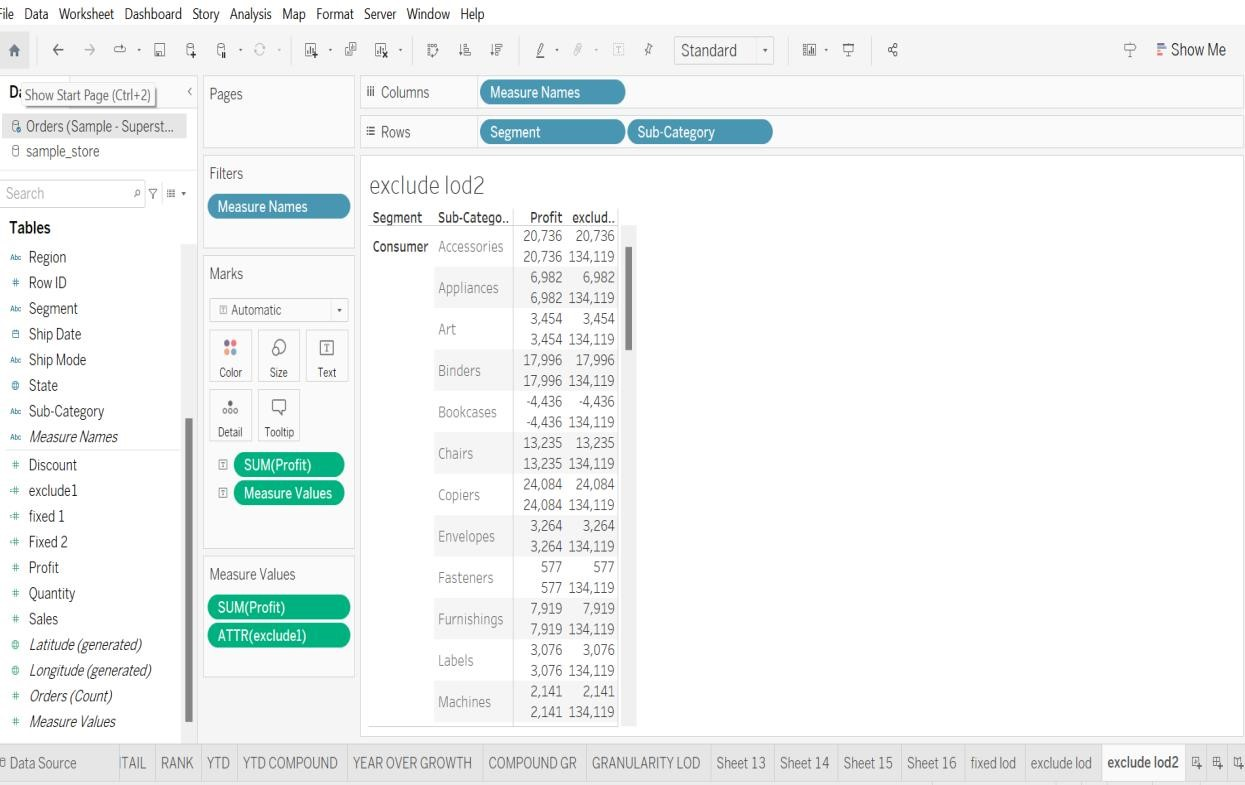 File Data Worksheet Dashboard Story Analysis Map Format Server Window Help
Standard
Show Me
Show Start Page (Ctrl+2)
Orders (Sample - Superst...
sample_store
Search
Tables
Abc Region
# Row ID
Abc Segment
Ship Date
Abc Ship Mode
State
Abc Sub-Category
Abc Measure Names
# Discount
=# exclude1
=# fixed 1
=# Fixed 2
# Profit
# Quantity
# Sales
Latitude (generated)
Longitude (generated)
# Orders (Count)
# Measure Values
Pages
Filters
Measure Names
Marks
Automatic
Color Size Text
Detail Tooltip
SUM(Profit)
Measure Values
Measure Values
SUM(Profit)
ATTR(exclude1)
Columns Measure Names
Rows Segment Sub-Category
exclude lod2
Segment Sub-Catego.. Profit exclud..
Consumer Accessories 20,736 20,736
20,736 134,119
Appliances 6,982 6,982
6,982 134,119
Art 3,454 3,454
3,454 134,119
Binders 17,996 17,996
17,996 134,119
Bookcases -4,436 -4,436
-4,436 134,119
Chairs 13,235 13,235
13,235 134,119
Copiers 24,084 24,084
24,084 134,119
Envelopes 3,264 3,264
3,264 134,119
Fasteners 577 577
577 134,119
Furnishings 7,919 7,919
7,919 134,119
Labels 3,076 3,076
3,076 134,119
Machines 2,141 2,141
2,141 134,119
Data Source TAIL RANK YTD YTD COMPOUND YEAR OVER GROWTH COMPOUND GR GRANULARITY LOD Sheet 13 Sheet 14 Sheet 15 Sheet 16 fixed lod exclude lod exclude lod2